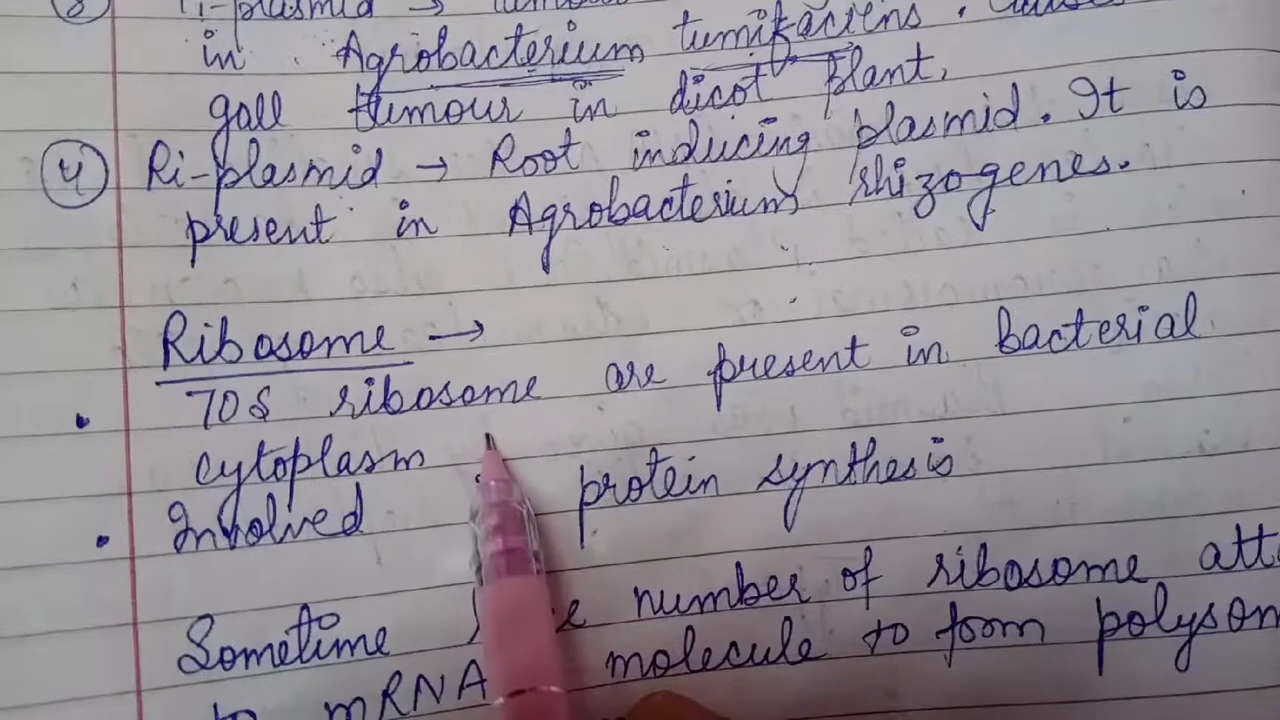 in Agrobacterium tumifaciens.
gall tumour in dicot plant.
④ Ri-plasmid → Root inducing plasmid. It is
present in Agrobacterium rhizogenes.
Ribosome →
• 70S ribosome are present in bacterial
cytoplasm
• Involved protein synthesis
Sometime number of ribosome att
to mRNA molecule to form polysom